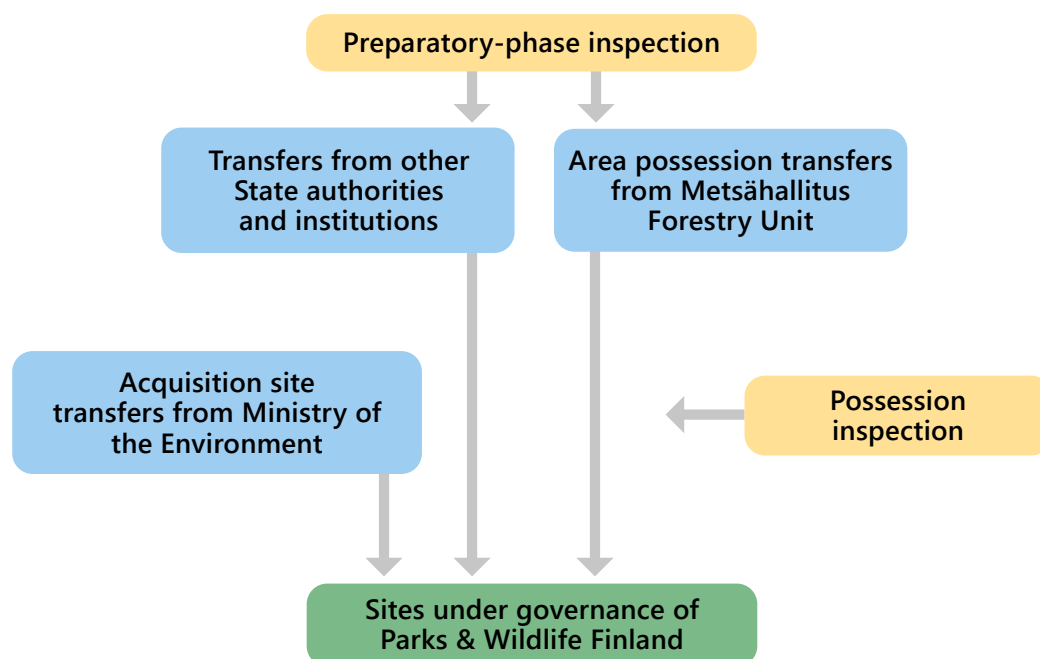 Preparatory-phase inspection
Transfers from other
State authorities
and institutions
Area possession transfers
from Metsähallitus
Forestry Unit
Acquisition site
transfers from Ministry of
the Environment
Possession
inspection
Sites under governance of
Parks & Wildlife Finland